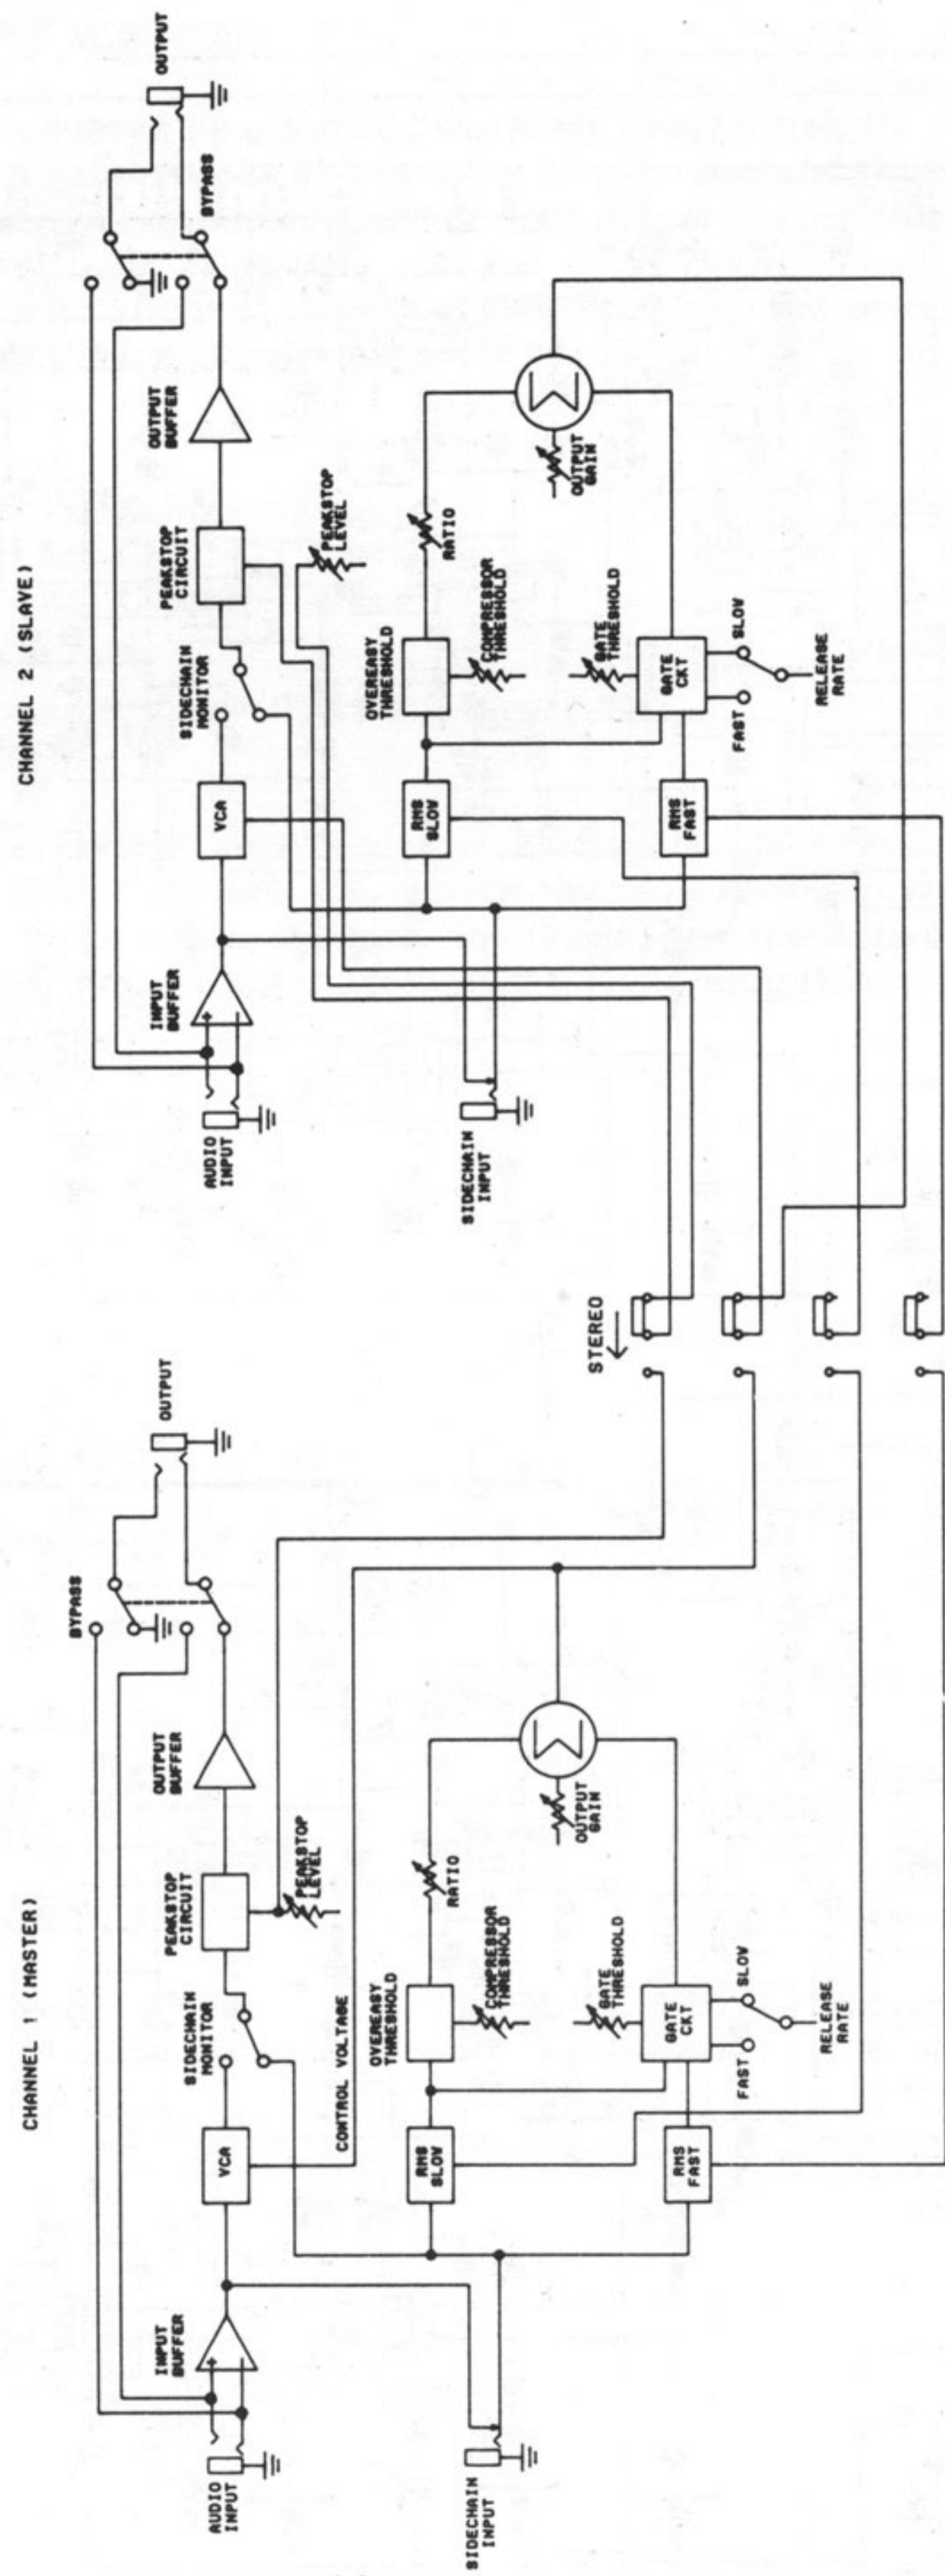 CHANNEL 1 (MASTER)
BYPASS
OUTPUT
INPUT
BUFFER
VCA
SIDECHAIN
MONITOR
PEAKSTOP
CIRCUIT
OUTPUT
BUFFER
AUDIO
INPUT
PEAKSTOP
LEVEL
CONTROL VOLTAGE
OVEREASY
THRESHOLD
RMS
SLOW
RATIO
COMPRESSOR
THRESHOLD
SIDECHAIN
INPUT
OUTPUT
GAIN
GATE
THRESHOLD
RMS
FAST
GATE
CKT
FAST
SLOW
RELEASE
RATE
STEREO
CHANNEL 2 (SLAVE)
OUTPUT
BYPASS
INPUT
BUFFER
VCA
SIDECHAIN
MONITOR
PEAKSTOP
CIRCUIT
OUTPUT
BUFFER
AUDIO
INPUT
PEAKSTOP
LEVEL
OVEREASY
THRESHOLD
RMS
SLOW
RATIO
COMPRESSOR
THRESHOLD
SIDECHAIN
INPUT
OUTPUT
GAIN
GATE
THRESHOLD
RMS
FAST
GATE
CKT
FAST
SLOW
RELEASE
RATE